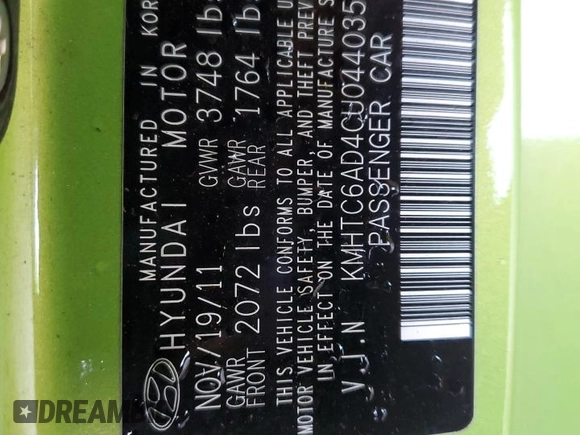 MANUFACTURED IN KOR
HYUNDAI MOTOR
NOV/19/11 GVWR 3748 lbs
GAWR GAWR
FRONT 2072 lbs REAR 1764 lbs
THIS VEHICLE CONFORMS TO ALL APPLICABLE U
MOTOR VEHICLE SAFETY, BUMPER, AND THEFT PREV
IN EFFECT ON THE DATE OF MANUFACTURE S
V.I.N KMHTC6AD4CU044035
PASSENGER CAR
DREAM